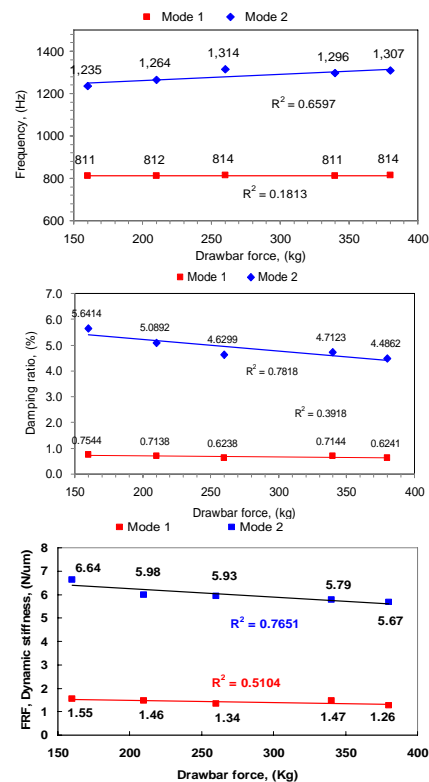 Mode 1 Mode 2
1400
1200
1000
800
600
Frequency, (Hz)
1,235 1,264 1,314 1,296 1,307
R² = 0.6597
811 812 814 811 814
R² = 0.1813
150 200 250 300 350 400
Drawbar force, (kg)
Mode 1 Mode 2
7.0
6.0
5.0
4.0
3.0
2.0
1.0
0.0
Damping ratio, (%)
5.6414 5.0892 4.6299 4.7123 4.4862
R² = 0.7818
R² = 0.3918
0.7544 0.7138 0.6238 0.7144 0.6241
150 200 250 300 350 400
Drawbar force, (kg)
Mode 1 Mode 2
8
7
6
5
4
3
2
1
0
FRF, Dynamic stiffness, (N/um)
6.64 5.98 5.93 5.79 5.67
R² = 0.7651
R² = 0.5104
1.55 1.46 1.34 1.47 1.26
150 200 250 300 350 400
Drawbar force, (kg)